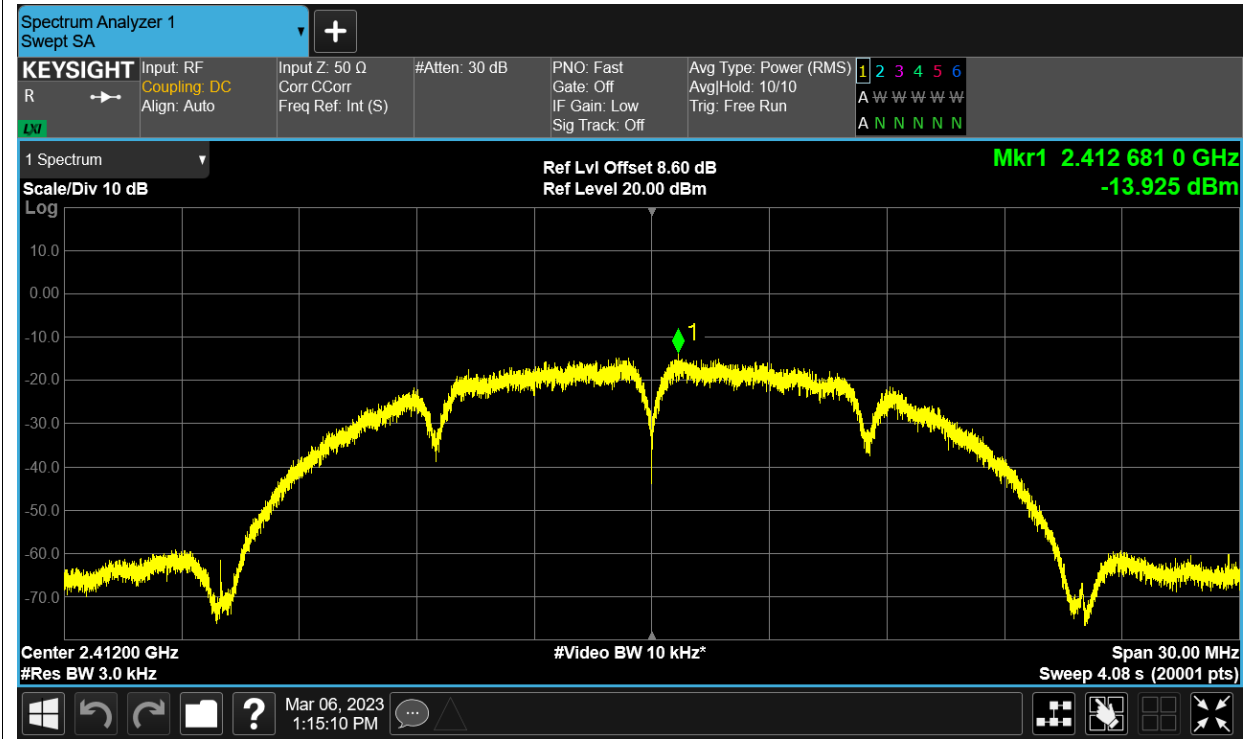 Spectrum Analyzer 1
Swept SA
KEYSIGHT
R
LXI
Input: RF
Coupling: DC
Align: Auto
Input Z: 50 Ω
Corr CCorr
Freq Ref: Int (S)
#Atten: 30 dB
PNO: Fast
Gate: Off
IF Gain: Low
Sig Track: Off
Avg Type: Power (RMS)
Avg|Hold: 10/10
Trig: Free Run
1 2 3 4 5 6
A W W W W W
A N N N N N
1 Spectrum
Scale/Div 10 dB
Log
Ref Lvl Offset 8.60 dB
Ref Level 20.00 dBm
Mkr1 2.412 681 0 GHz
-13.925 dBm
10.0
0.00
-10.0
-20.0
-30.0
-40.0
-50.0
-60.0
-70.0
1
Center 2.41200 GHz
#Res BW 3.0 kHz
#Video BW 10 kHz*
Span 30.00 MHz
Sweep 4.08 s (20001 pts)
?
Mar 06, 2023
1:15:10 PM